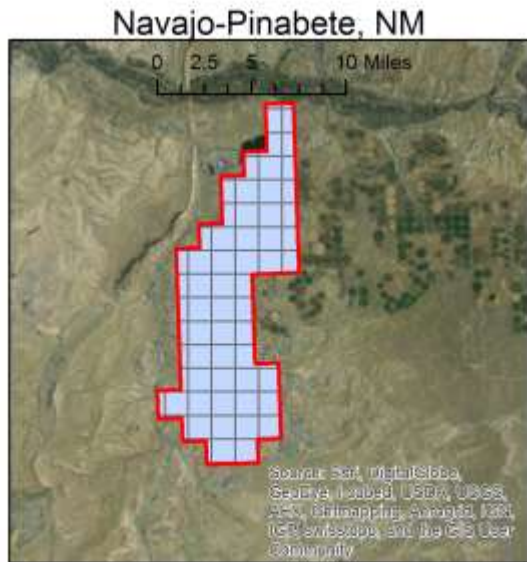 Navajo-Pinabete, NM
0 2.5 5 10 Miles
Source: Esri, DigitalGlobe,
GeoEye, i-cubed, USDA, USGS,
AEX, Getmapping, Aerogrid, IGN,
IGP, swisstopo, and the GIS User
Community